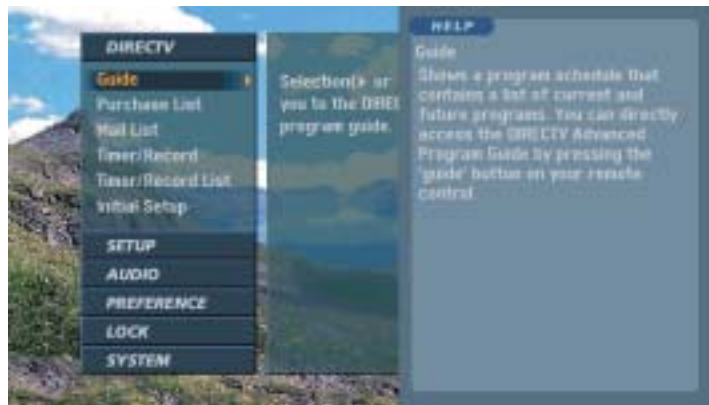 DIRECTV
Guide
Purchase List
Mail List
Timer/Record
Timer/Record List
Initial Setup
SETUP
AUDIO
PREFERENCE
LOCK
SYSTEM
Selection( or
you to the DIRE
program guide.
HELP
Guide
Shows a program schedule that
contains a list of current and
future programs. You can directly
access the DIRECTV Advanced
Program Guide by pressing the
'guide' button on your remote
control.